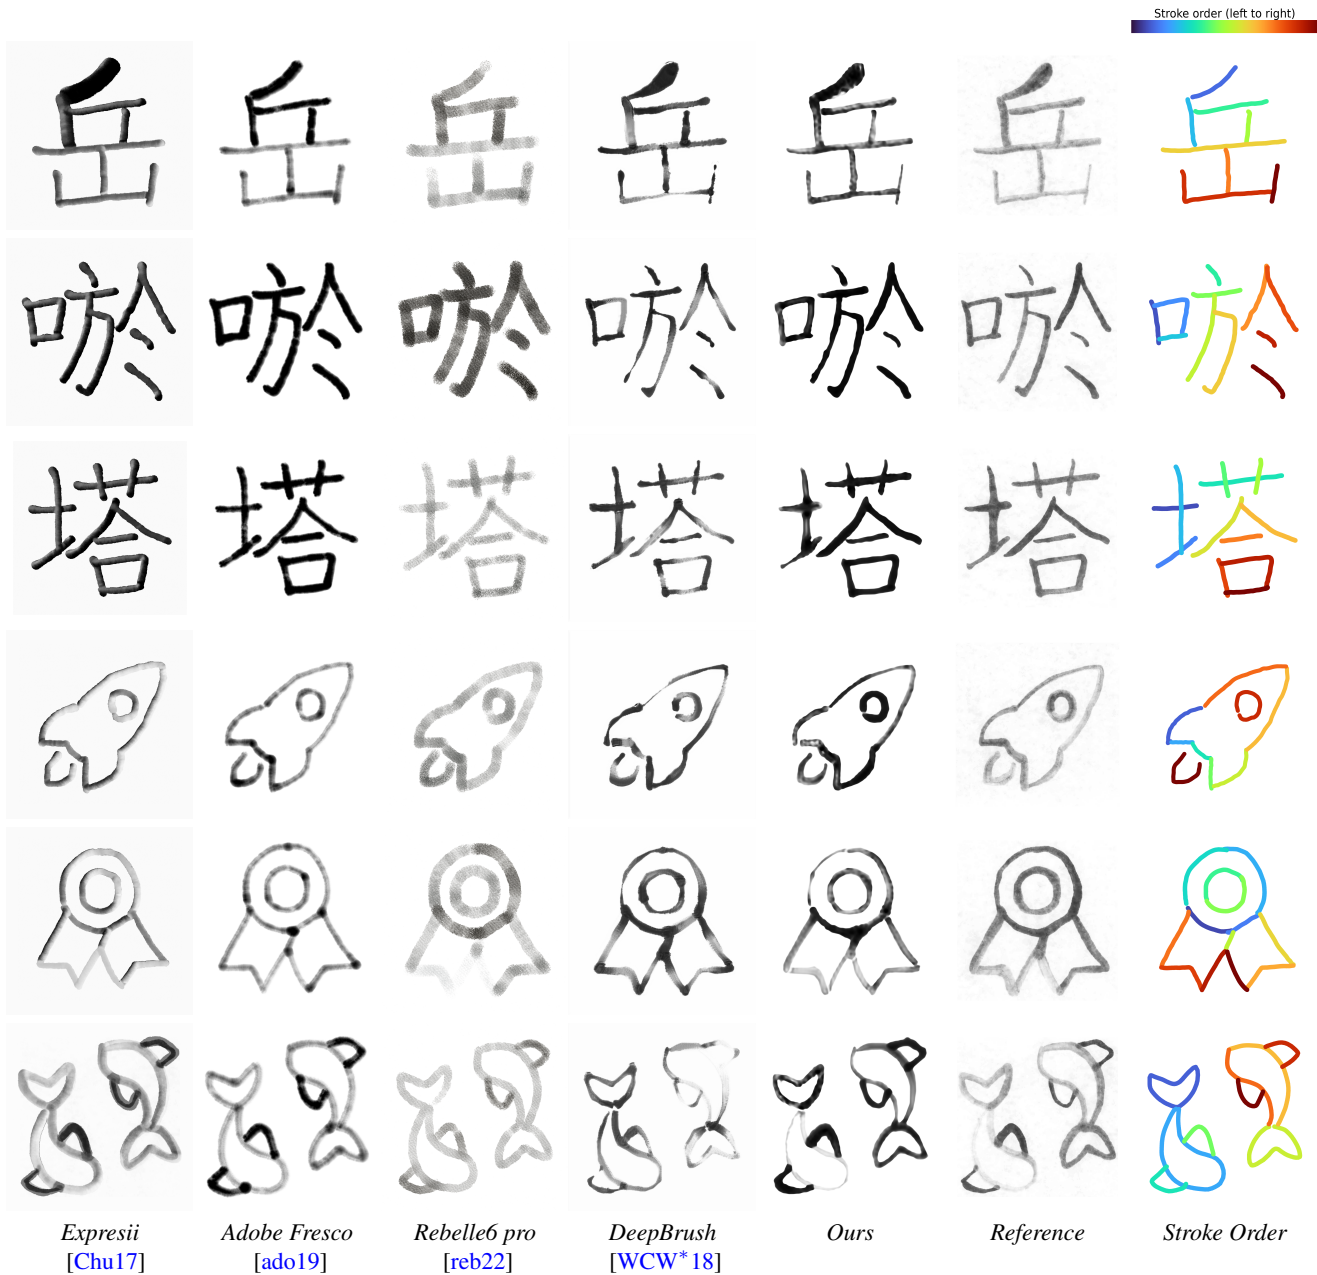 Stroke order (left to right)
岳 岳 岳 岳 岳 岳 岳
唹 唹 唹 唹 唹 唹 唹
塔 塔 塔 塔 塔 塔 塔
Expresii Adobe Fresco Rebelle6 pro DeepBrush Ours Reference Stroke Order
[Chu17] [ado19] [reb22] [WCW*18]